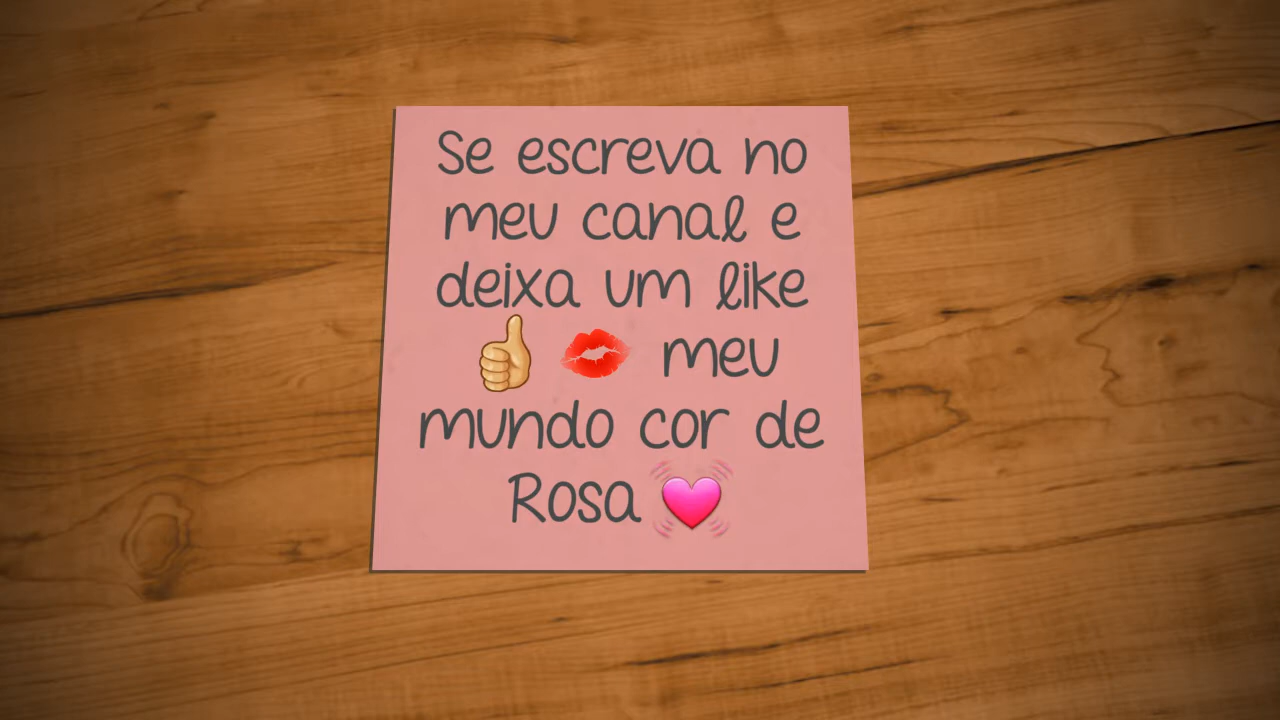 Se escreva no
meu canal e
deixa um like
👍 💋 meu
mundo cor de
Rosa 💓